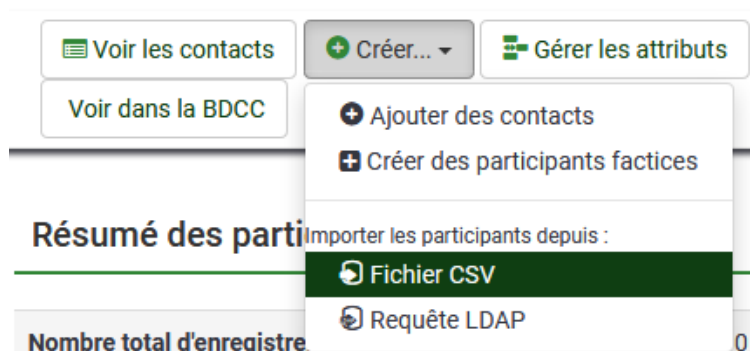 Voir les contacts
Créer...
Gérer les attributs
Voir dans la BDCC
Ajouter des contacts
Créer des participants factices
Résumé des parti
Importer les participants depuis :
Fichier CSV
Requête LDAP
Nombre total d'enregistre
0